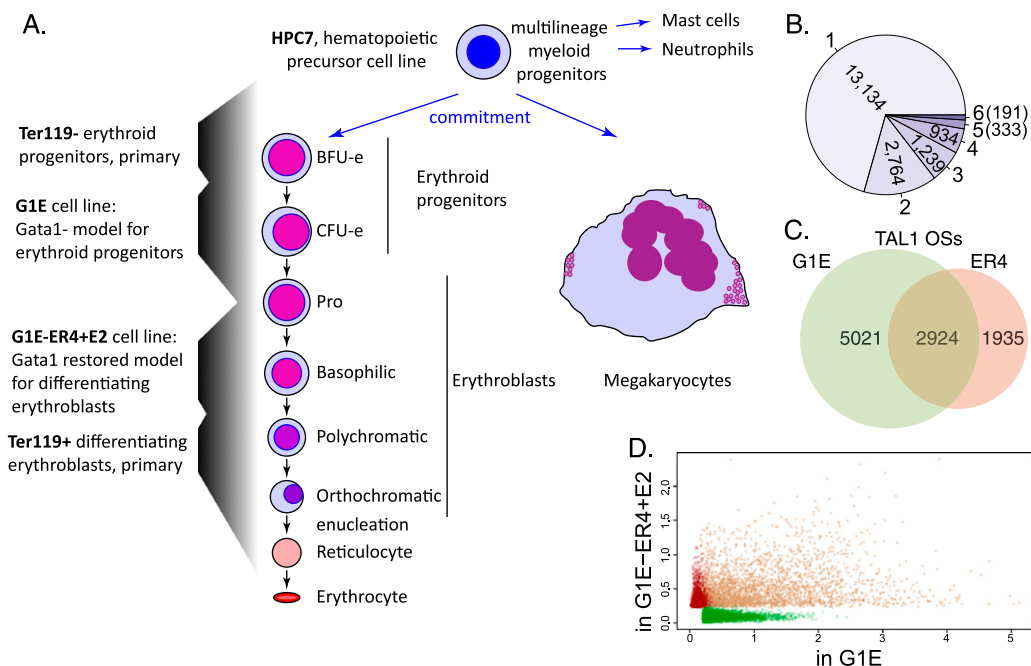 A.
HPC7, hematopoietic
precursor cell line
multilineage
myeloid
progenitors
Mast cells
Neutrophils
commitment
Ter119- erythroid
progenitors, primary
G1E cell line:
Gata1- model for
erythroid progenitors
G1E-ER4+E2 cell line:
Gata1 restored model
for differentiating
erythroblasts
Ter119+ differentiating
erythroblasts, primary
BFU-e
CFU-e
Pro
Basophilic
Polychromatic
Orthochromatic
enucleation
Reticulocyte
Erythrocyte
Erythroid
progenitors
Erythroblasts
Megakaryocytes
B.
1
13,134
6(191)
5(333)
934
4
1,239
3
2,764
2
C.
TAL1 OSs
G1E
ER4
5021
2924
1935
D.
in G1E−ER4+E2
2.0
1.5
1.0
0.5
0.0
0
1
2
3
4
5
in G1E